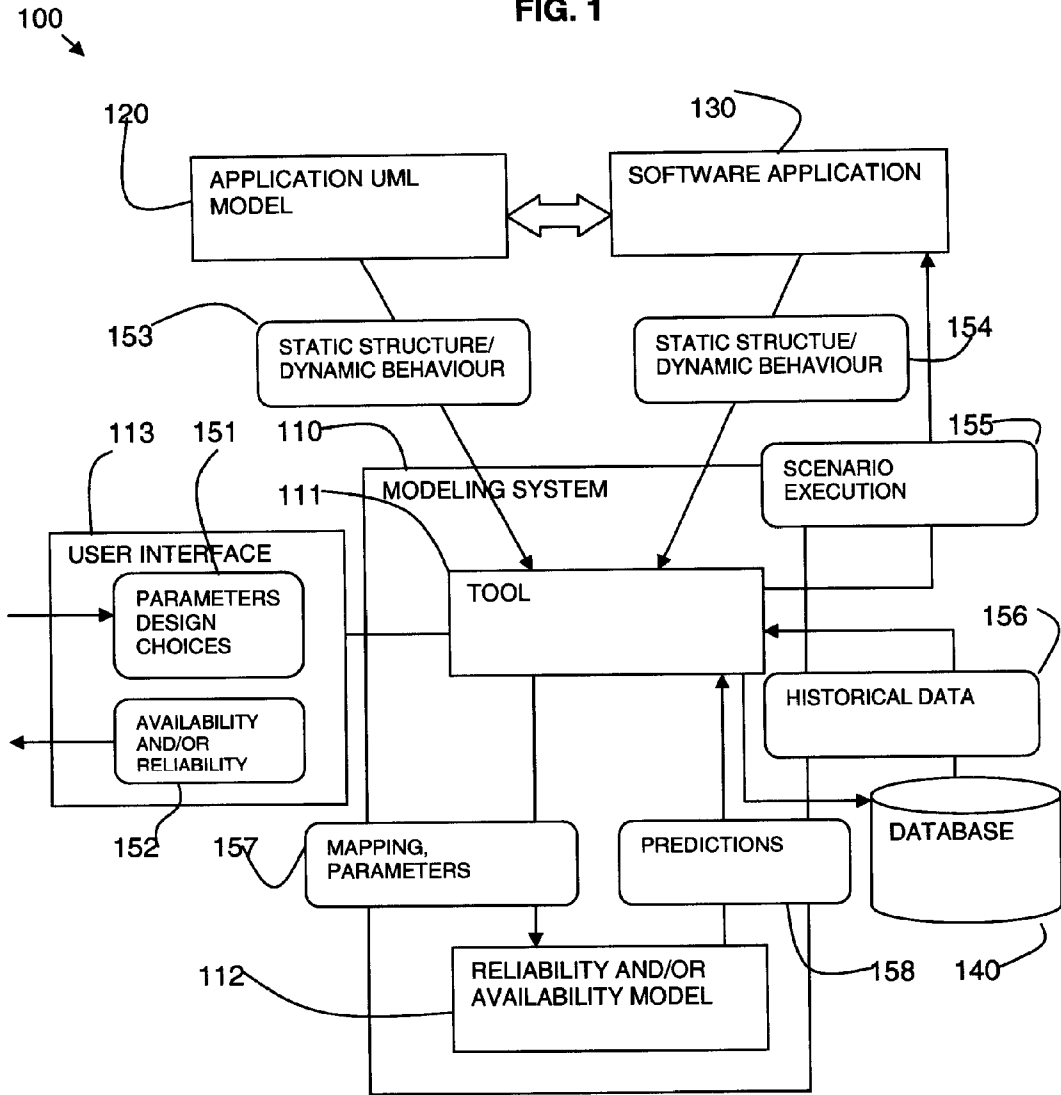 FIG. 1
100
120
130
APPLICATION UML
MODEL
SOFTWARE APPLICATION
153
STATIC STRUCTURE/
DYNAMIC BEHAVIOUR
STATIC STRUCTUE/
DYNAMIC BEHAVIOUR
154
113
151
110
155
111
MODELING SYSTEM
SCENARIO
EXECUTION
USER INTERFACE
PARAMETERS
DESIGN
CHOICES
TOOL
156
HISTORICAL DATA
AVAILABILITY
AND/OR
RELIABILITY
152
157
MAPPING,
PARAMETERS
PREDICTIONS
DATABASE
112
RELIABILITY AND/OR
AVAILABILITY MODEL
158
140